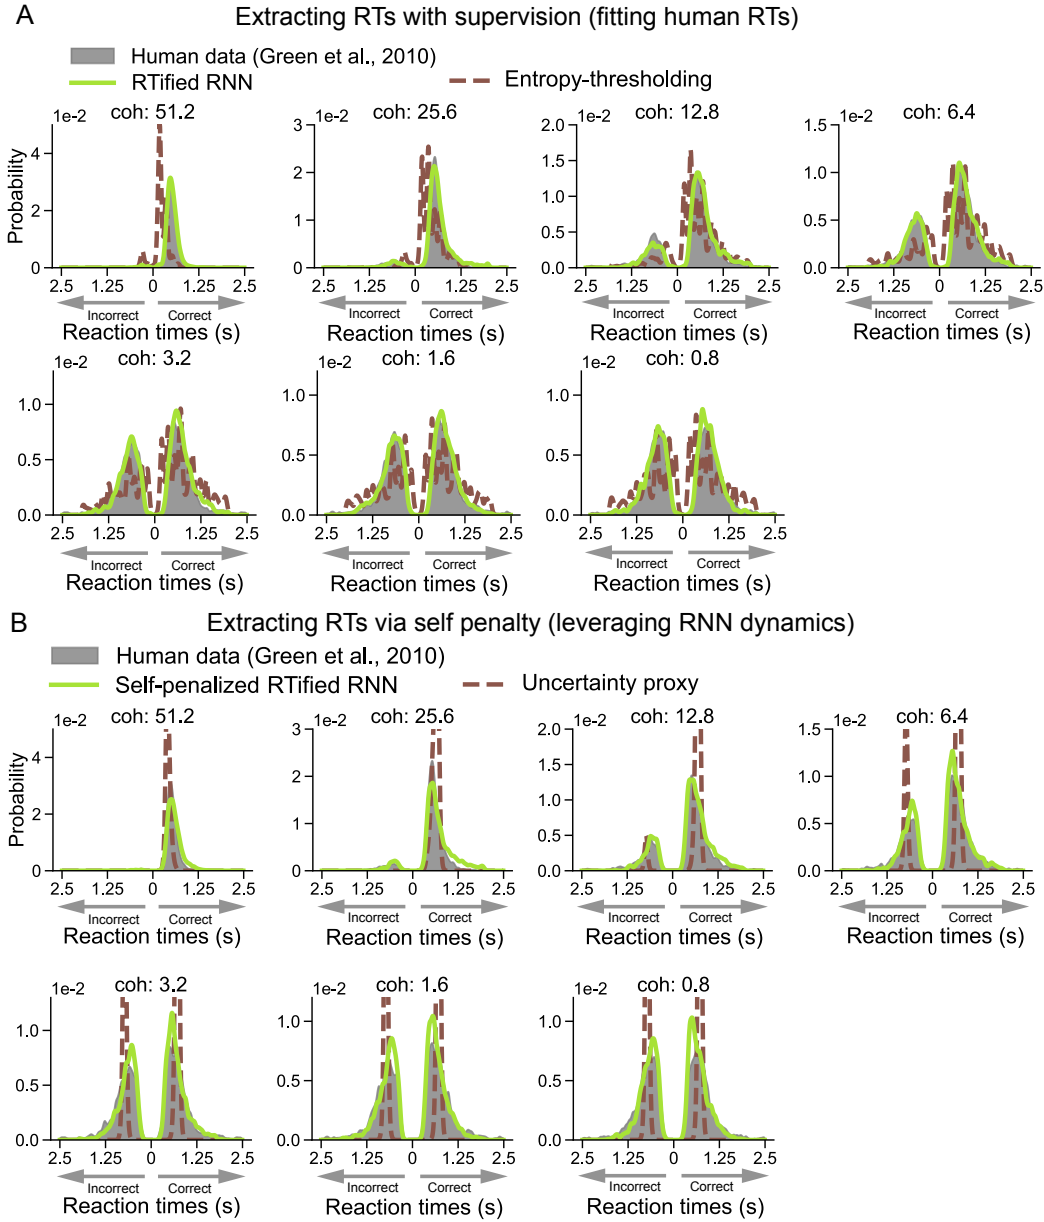 A
Extracting RTs with supervision (fitting human RTs)
Human data (Green et al., 2010)
RTified RNN
Entropy-thresholding
1e-2 coh: 51.2
1e-2 coh: 25.6
1e-2 coh: 12.8
1e-2 coh: 6.4
Probability
4
2
0
2.5 1.25 0 1.25 2.5
Incorrect Correct
Reaction times (s)
3
2
1
0
2.5 1.25 0 1.25 2.5
Incorrect Correct
Reaction times (s)
2.0
1.5
1.0
0.5
0.0
2.5 1.25 0 1.25 2.5
Incorrect Correct
Reaction times (s)
1.5
1.0
0.5
0.0
2.5 1.25 0 1.25 2.5
Incorrect Correct
Reaction times (s)
1e-2 coh: 3.2
1e-2 coh: 1.6
1e-2 coh: 0.8
1.0
0.5
0.0
2.5 1.25 0 1.25 2.5
Incorrect Correct
Reaction times (s)
1.0
0.5
0.0
2.5 1.25 0 1.25 2.5
Incorrect Correct
Reaction times (s)
1.0
0.5
0.0
2.5 1.25 0 1.25 2.5
Incorrect Correct
Reaction times (s)
B
Extracting RTs via self penalty (leveraging RNN dynamics)
Human data (Green et al., 2010)
Self-penalized RTified RNN
Uncertainty proxy
1e-2 coh: 51.2
1e-2 coh: 25.6
1e-2 coh: 12.8
1e-2 coh: 6.4
Probability
4
2
0
2.5 1.25 0 1.25 2.5
Incorrect Correct
Reaction times (s)
3
2
1
0
2.5 1.25 0 1.25 2.5
Incorrect Correct
Reaction times (s)
2.0
1.5
1.0
0.5
0.0
2.5 1.25 0 1.25 2.5
Incorrect Correct
Reaction times (s)
1.5
1.0
0.5
0.0
2.5 1.25 0 1.25 2.5
Incorrect Correct
Reaction times (s)
1e-2 coh: 3.2
1e-2 coh: 1.6
1e-2 coh: 0.8
1.0
0.5
0.0
2.5 1.25 0 1.25 2.5
Incorrect Correct
Reaction times (s)
1.0
0.5
0.0
2.5 1.25 0 1.25 2.5
Incorrect Correct
Reaction times (s)
1.0
0.5
0.0
2.5 1.25 0 1.25 2.5
Incorrect Correct
Reaction times (s)